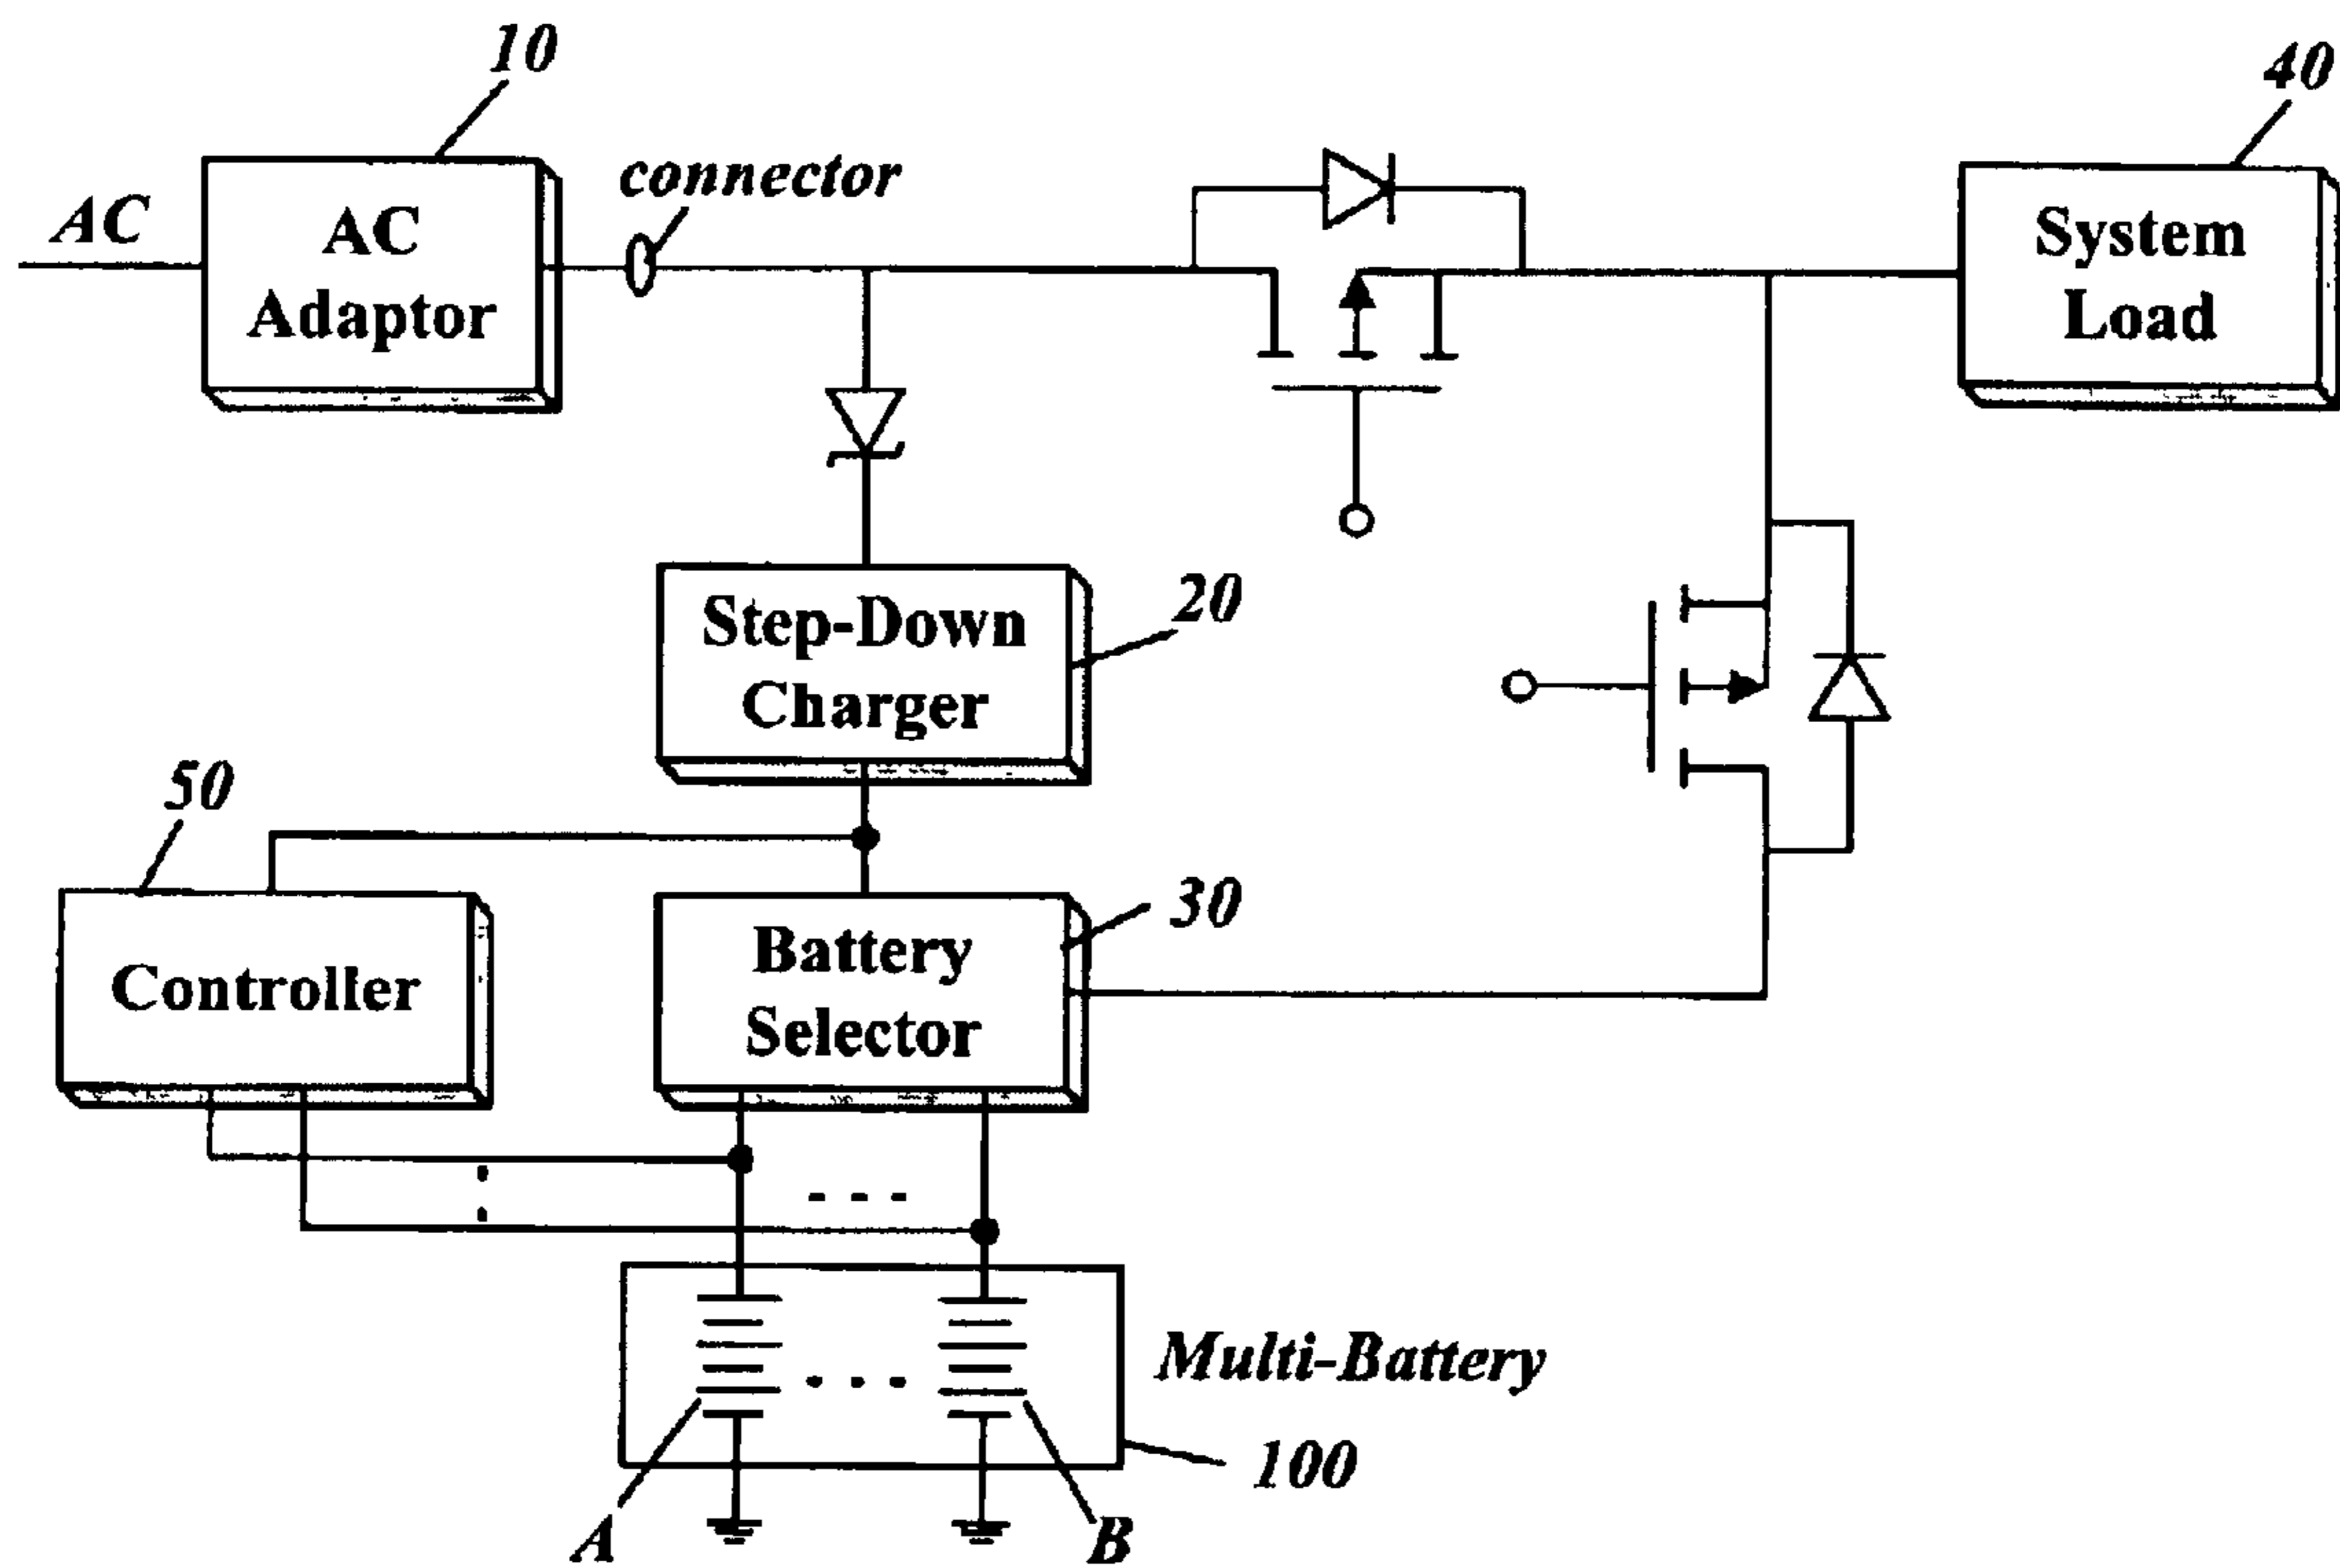 10
40
connector
AC
AC
Adaptor
System
Load
Step-Down
Charger
20
50
30
Controller
Battery
Selector
Multi-Battery
100
A
B